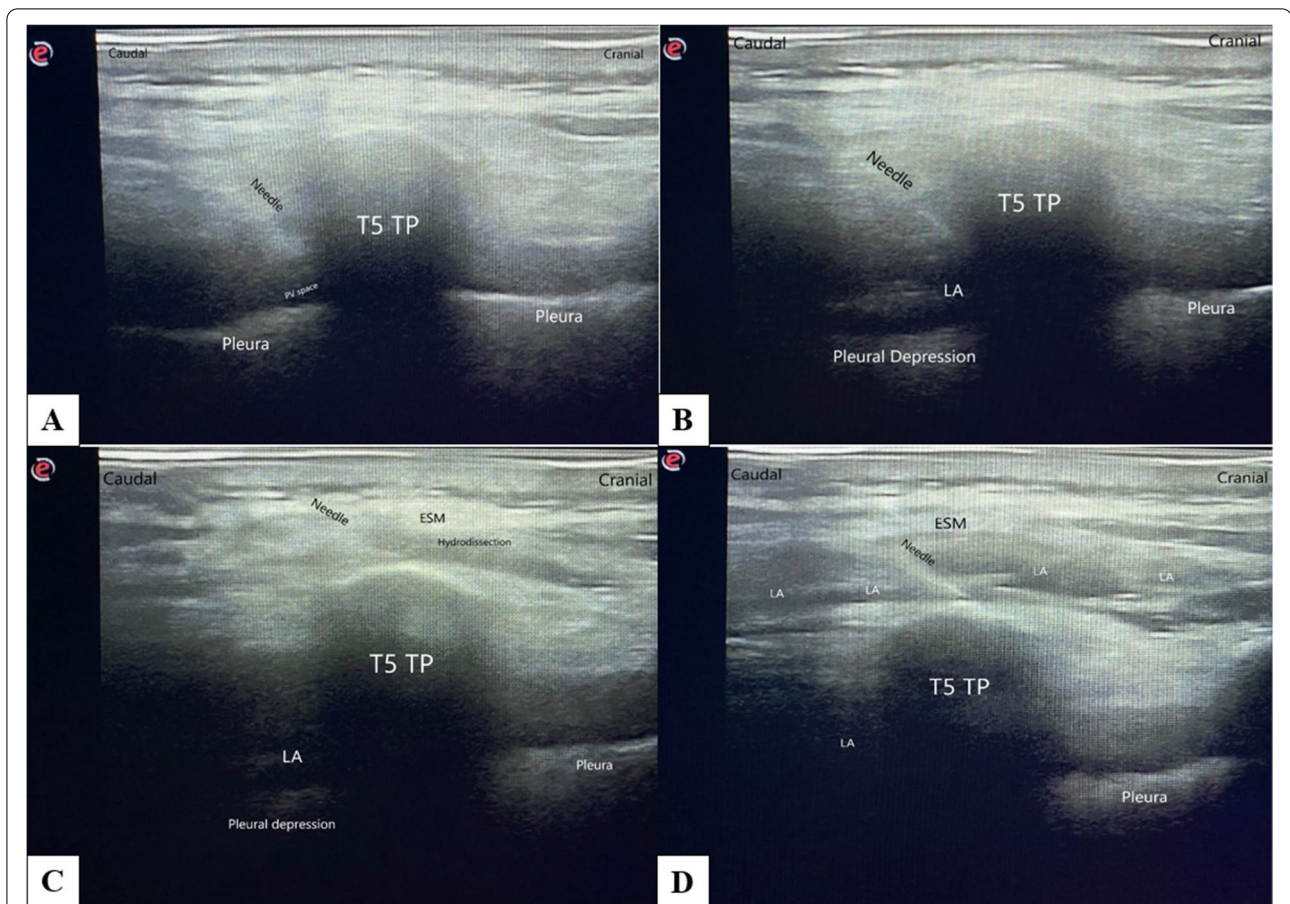 Caudal
Cranial
Needle
T5 TP
PV space
Pleura
Pleura
A
Caudal
Cranial
Needle
T5 TP
LA
Pleura
Pleural Depression
B
Caudal
Cranial
Needle
ESM
Hydrodissection
T5 TP
LA
Pleura
Pleural depression
C
Caudal
Cranial
ESM
Needle
LA
LA
LA
LA
T5 TP
LA
Pleura
D